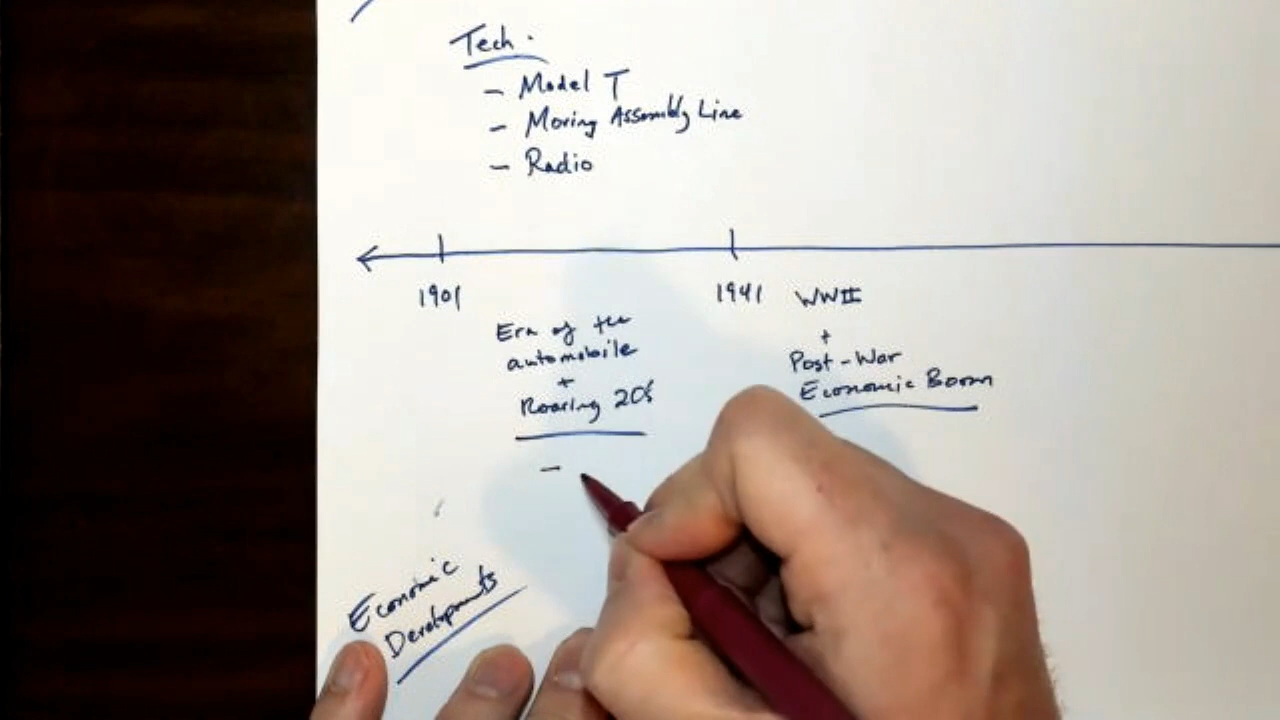 Tech.
- Model T
- Moving Assembly Line
- Radio
1901
1941 WWII
+
Post-War
Economic Boom
Era of the
automobile
+
Roaring 20s
-
Economic
Developments